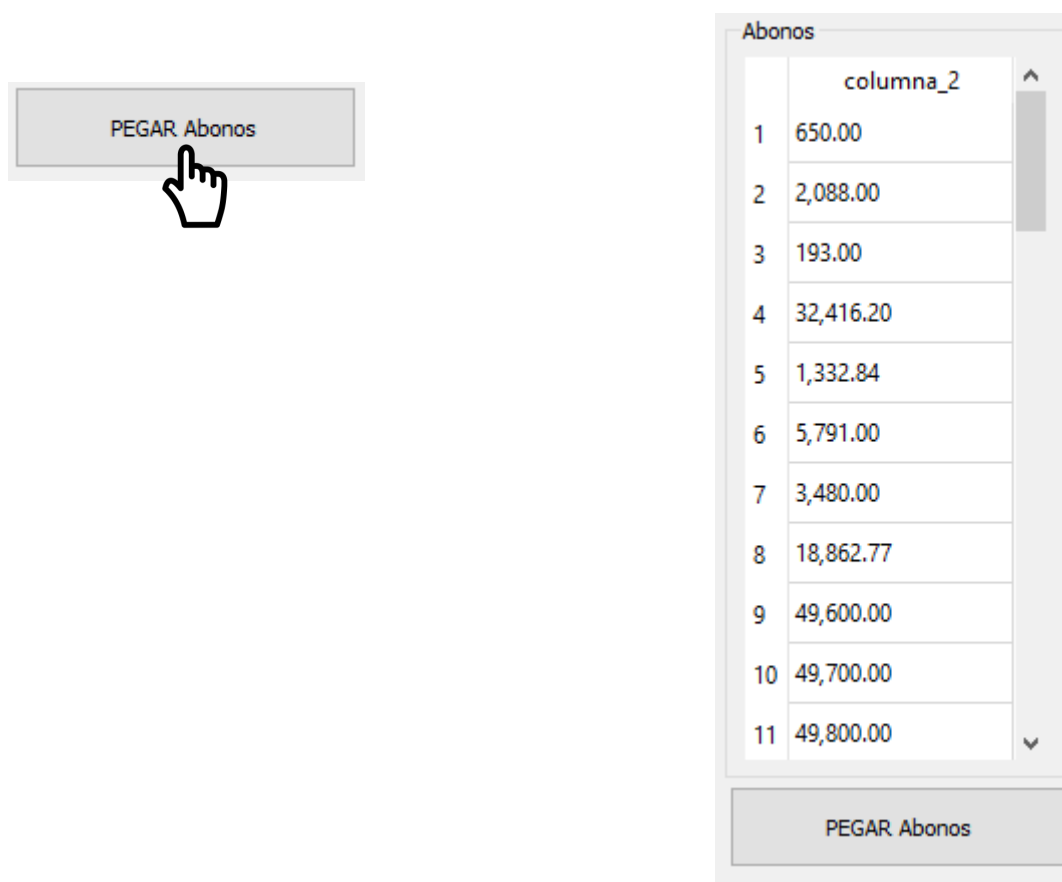 PEGAR Abonos
Abonos
columna_2
1 650.00
2 2,088.00
3 193.00
4 32,416.20
5 1,332.84
6 5,791.00
7 3,480.00
8 18,862.77
9 49,600.00
10 49,700.00
11 49,800.00
PEGAR Abonos